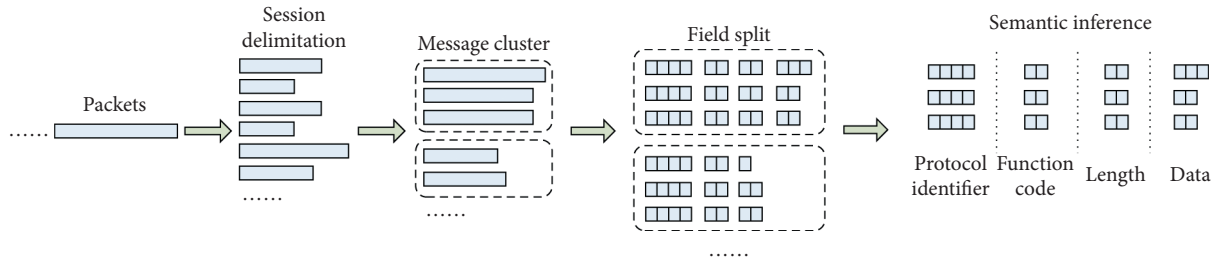 Packets
......
Session
delimitation
......
Message cluster
......
Field split
......
Semantic inference
Protocol
identifier
Function
code
Length
Data